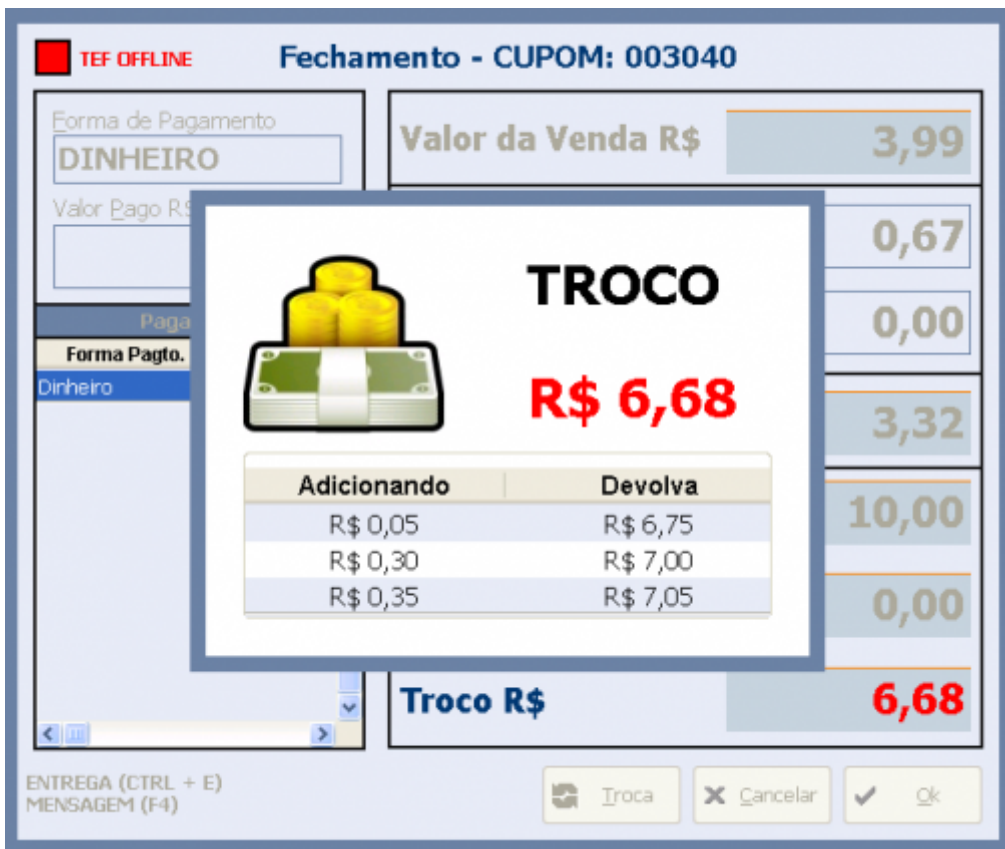 TEF OFFLINE
Fechamento - CUPOM: 003040
Forma de Pagamento
DINHEIRO
Valor Pago R$
Valor da Venda R$ 3,99
0,67
0,00
3,32
10,00
0,00
Troco R$ 6,68
Paga
Forma Pagto.
Dinheiro
TROCO
R$ 6,68
Adicionando Devolva
R$ 0,05 R$ 6,75
R$ 0,30 R$ 7,00
R$ 0,35 R$ 7,05
ENTREGA (CTRL + E)
MENSAGEM (F4)
Troca Cancelar Ok